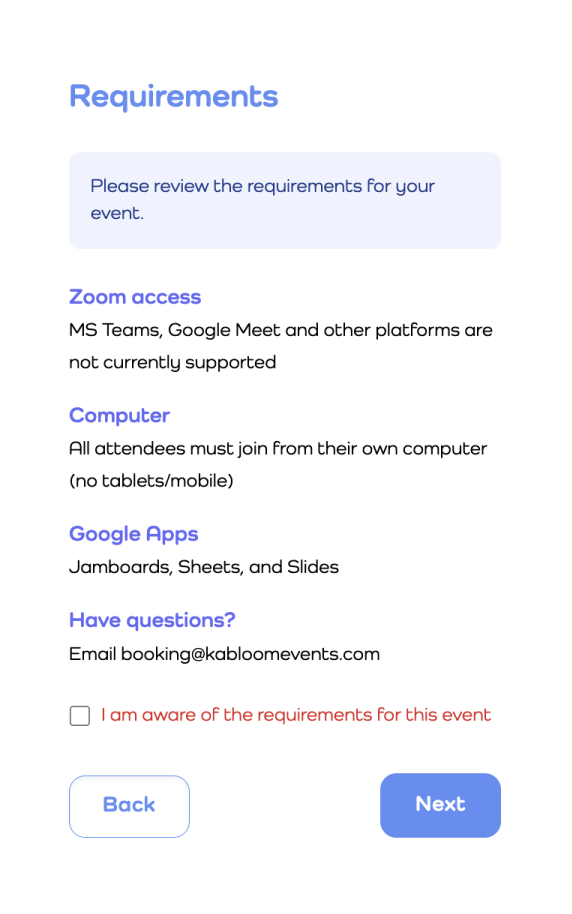 Requirements
Please review the requirements for your
event.
Zoom access
MS Teams, Google Meet and other platforms are
not currently supported
Computer
All attendees must join from their own computer
(no tablets/mobile)
Google Apps
Jamboards, Sheets, and Slides
Have questions?
Email booking@kabloomevents.com
I am aware of the requirements for this event
Back
Next